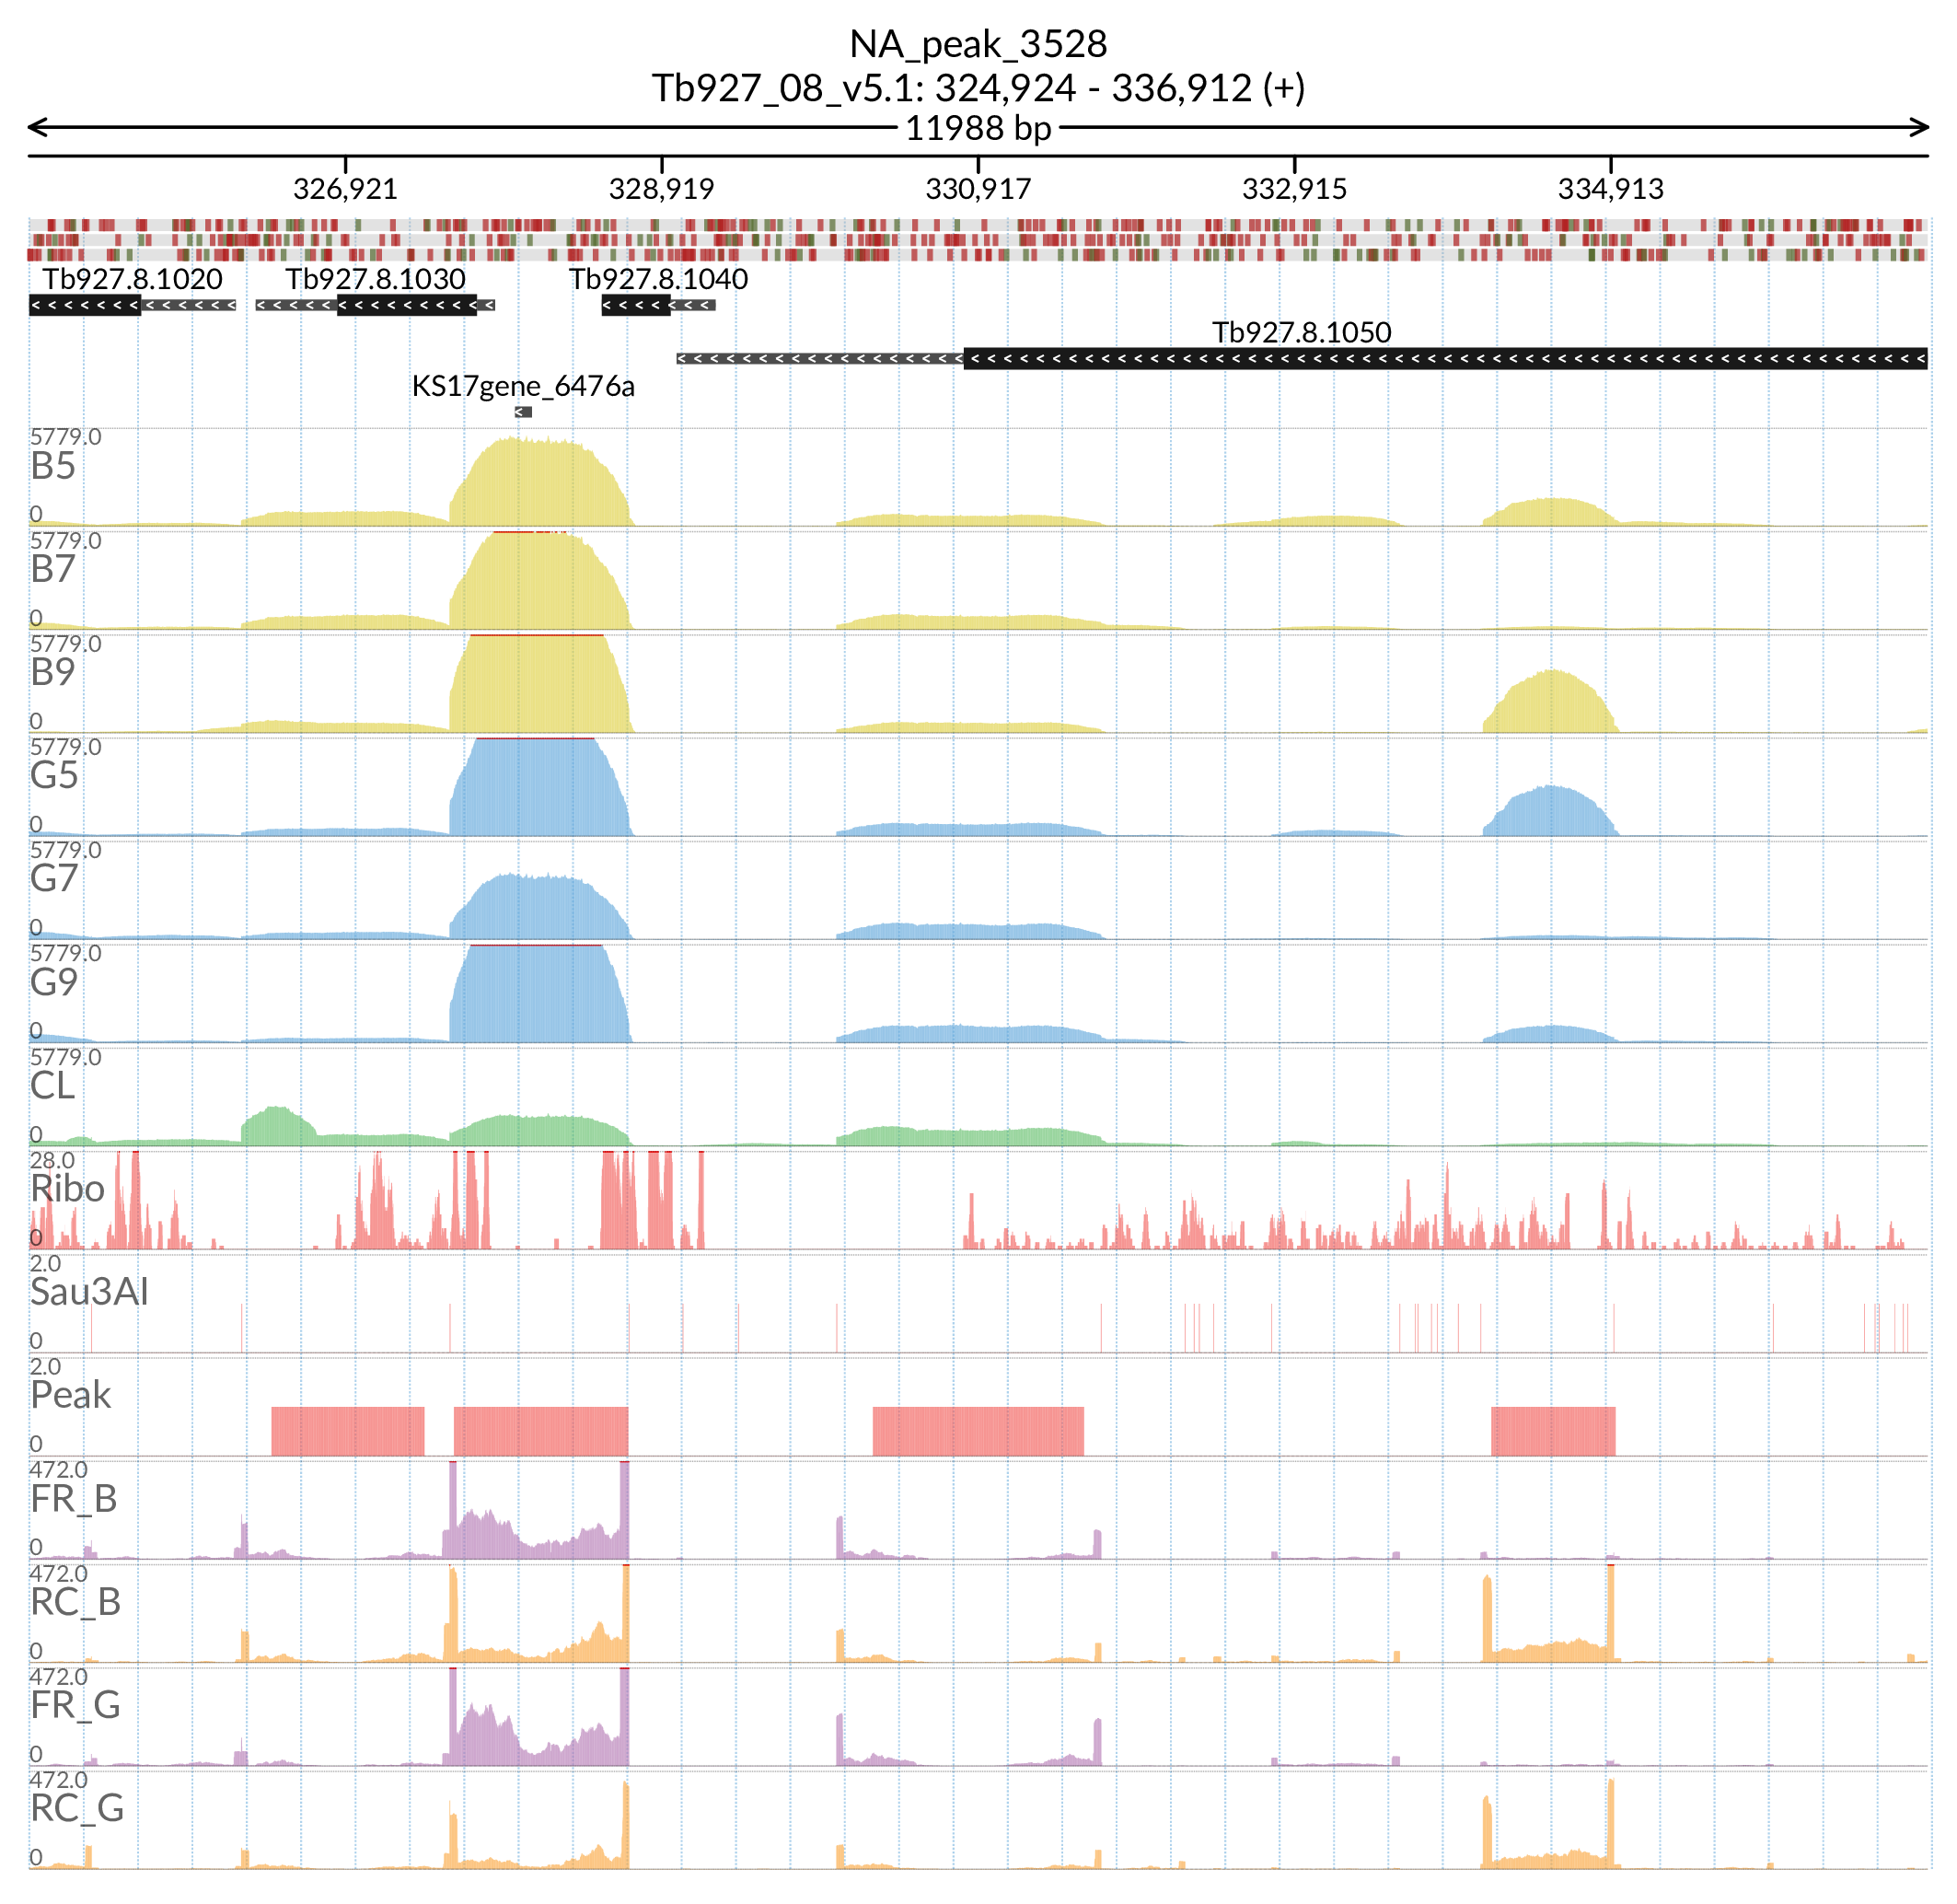 NA_peak_3528
Tb927_08_v5.1: 324,924 - 336,912 (+)
11988 bp
326,921 328,919 330,917 332,915 334,913
Tb927.8.1020 Tb927.8.1030 Tb927.8.1040
Tb927.8.1050
KS17gene_6476a
5779.0
B5
0
5779.0
B7
0
5779.0
B9
0
5779.0
G5
0
5779.0
G7
0
5779.0
G9
0
5779.0
CL
0
28.0
Ribo
0
2.0
Sau3AI
0
2.0
Peak
0
472.0
FR_B
0
472.0
RC_B
0
472.0
FR_G
0
472.0
RC_G
0